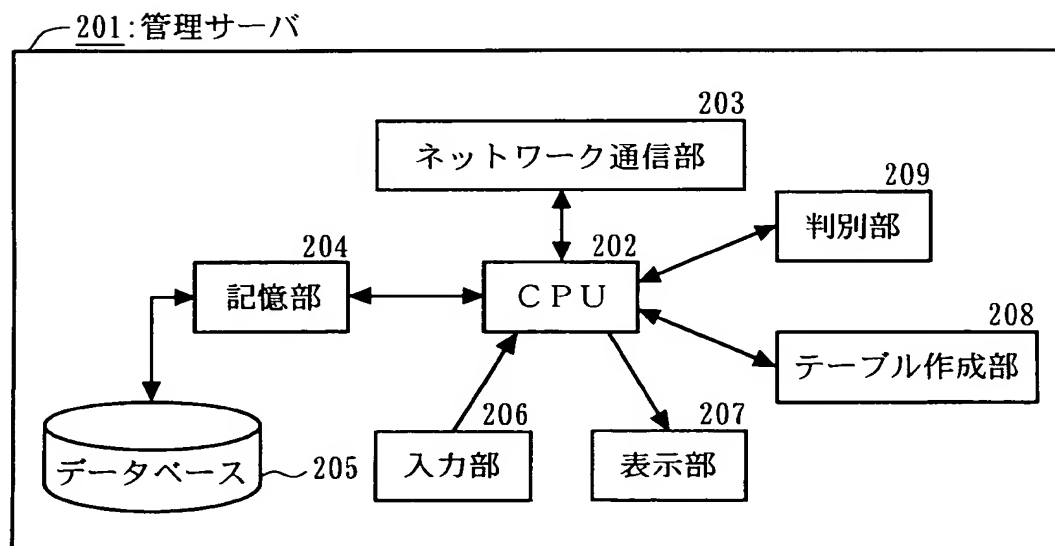 201:管理サーバ
203
ネットワーク通信部
209
判別部
204
記憶部
202
CPU
208
テーブル作成部
206
入力部
207
表示部
データベース
205